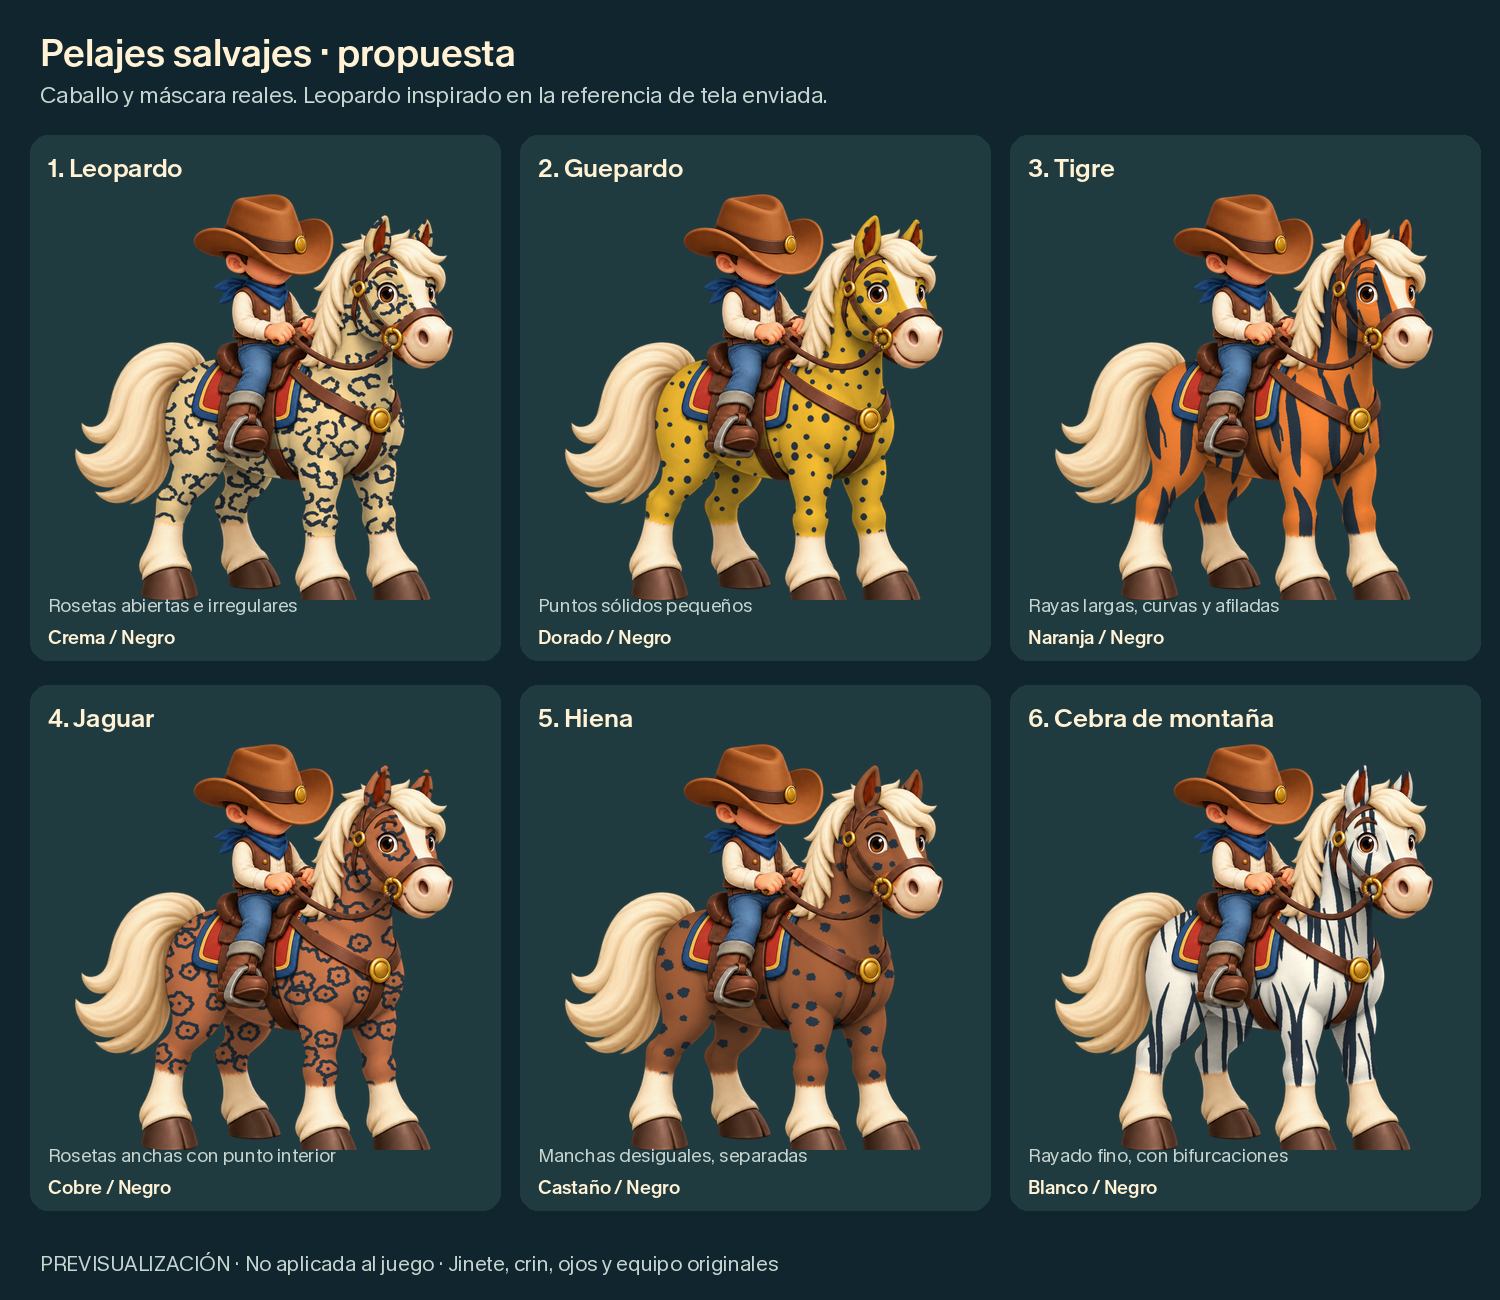 Pelajes salvajes · propuesta
Caballo y máscara reales. Leopardo inspirado en la referencia de tela enviada.
1. Leopardo
2. Guepardo
3. Tigre
Rosetas abiertas e irregulares
Puntos sólidos pequeños
Rayas largas, curvas y afiladas
Crema / Negro
Dorado / Negro
Naranja / Negro
4. Jaguar
5. Hiena
6. Cebra de montaña
Rosetas anchas con punto interior
Manchas desiguales, separadas
Rayado fino, con bifurcaciones
Cobre / Negro
Castaño / Negro
Blanco / Negro
PREVISUALIZACIÓN · No aplicada al juego · Jinete, crin, ojos y equipo originales